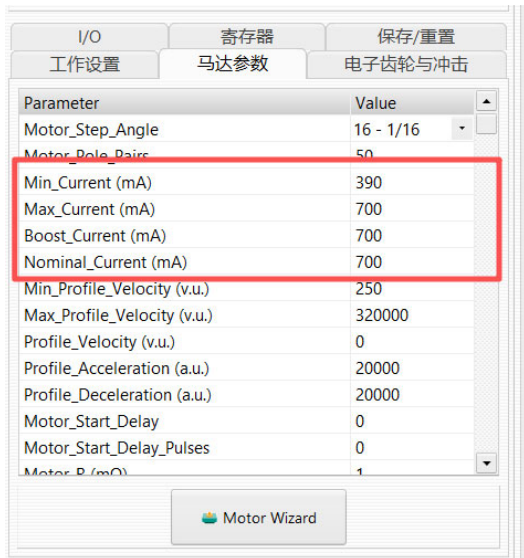 I/O 寄存器 保存/重置
工作设置 马达参数 电子齿轮与冲击
Parameter Value
Motor_Step_Angle 16 - 1/16
Motor_Pole_Pairs 50
Min_Current (mA) 390
Max_Current (mA) 700
Boost_Current (mA) 700
Nominal_Current (mA) 700
Min_Profile_Velocity (v.u.) 250
Max_Profile_Velocity (v.u.) 320000
Profile_Velocity (v.u.) 0
Profile_Acceleration (a.u.) 20000
Profile_Deceleration (a.u.) 20000
Motor_Start_Delay 0
Motor_Start_Delay_Pulses 0
Motor_R (mΩ) 1
Motor Wizard